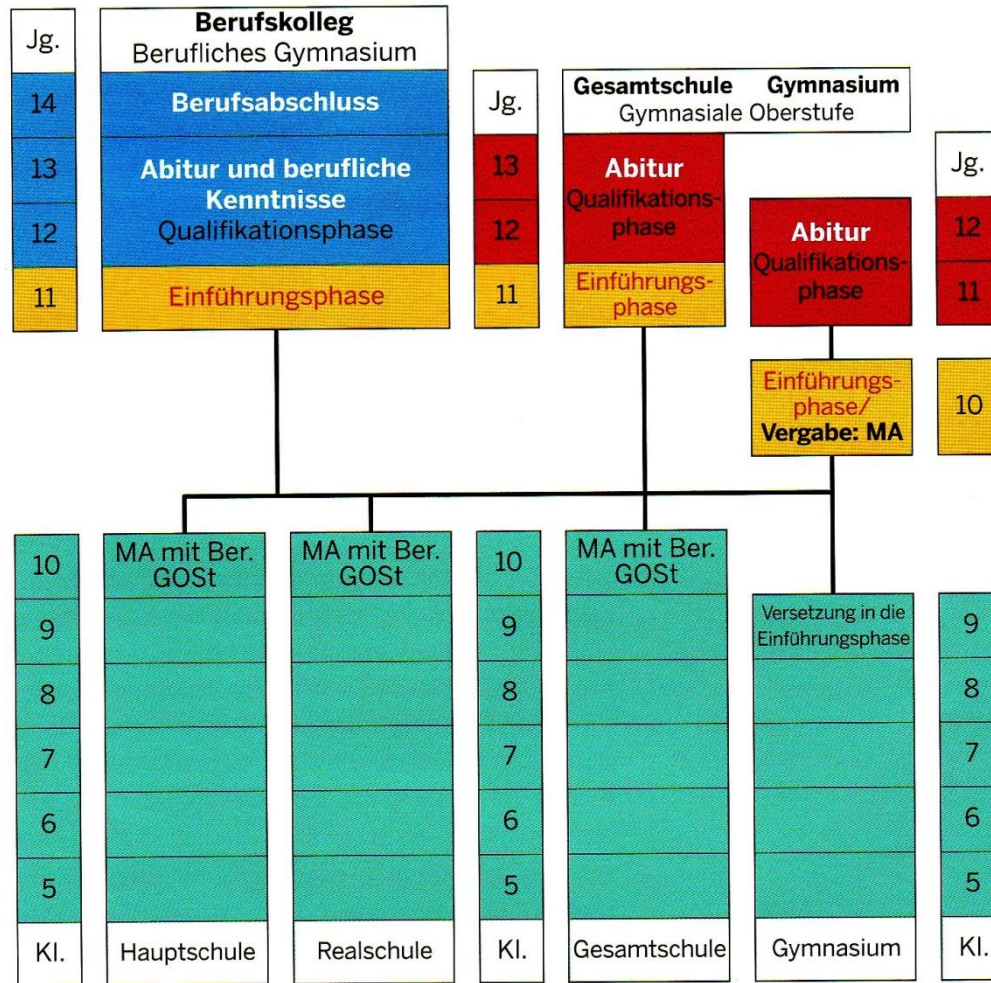 Jg.
14
13
12
11
Berufskolleg
Berufliches Gymnasium
Berufsabschluss
Abitur und berufliche
Kenntnisse
Qualifikationsphase
Einführungsphase
Jg.
13
12
11
Gesamtschule Gymnasium
Gymnasiale Oberstufe
Abitur
Qualifikations-
phase
Einführungs-
phase
Abitur
Qualifikations-
phase
Einführungs-
phase/
Vergabe: MA
Jg.
12
11
10
10
9
8
7
6
5
Kl.
MA mit Ber.
GOSt
Hauptschule
MA mit Ber.
GOSt
Realschule
10
9
8
7
6
5
Kl.
MA mit Ber.
GOSt
Gesamtschule
Versetzung in die
Einführungsphase
Gymnasium
9
8
7
6
5
Kl.